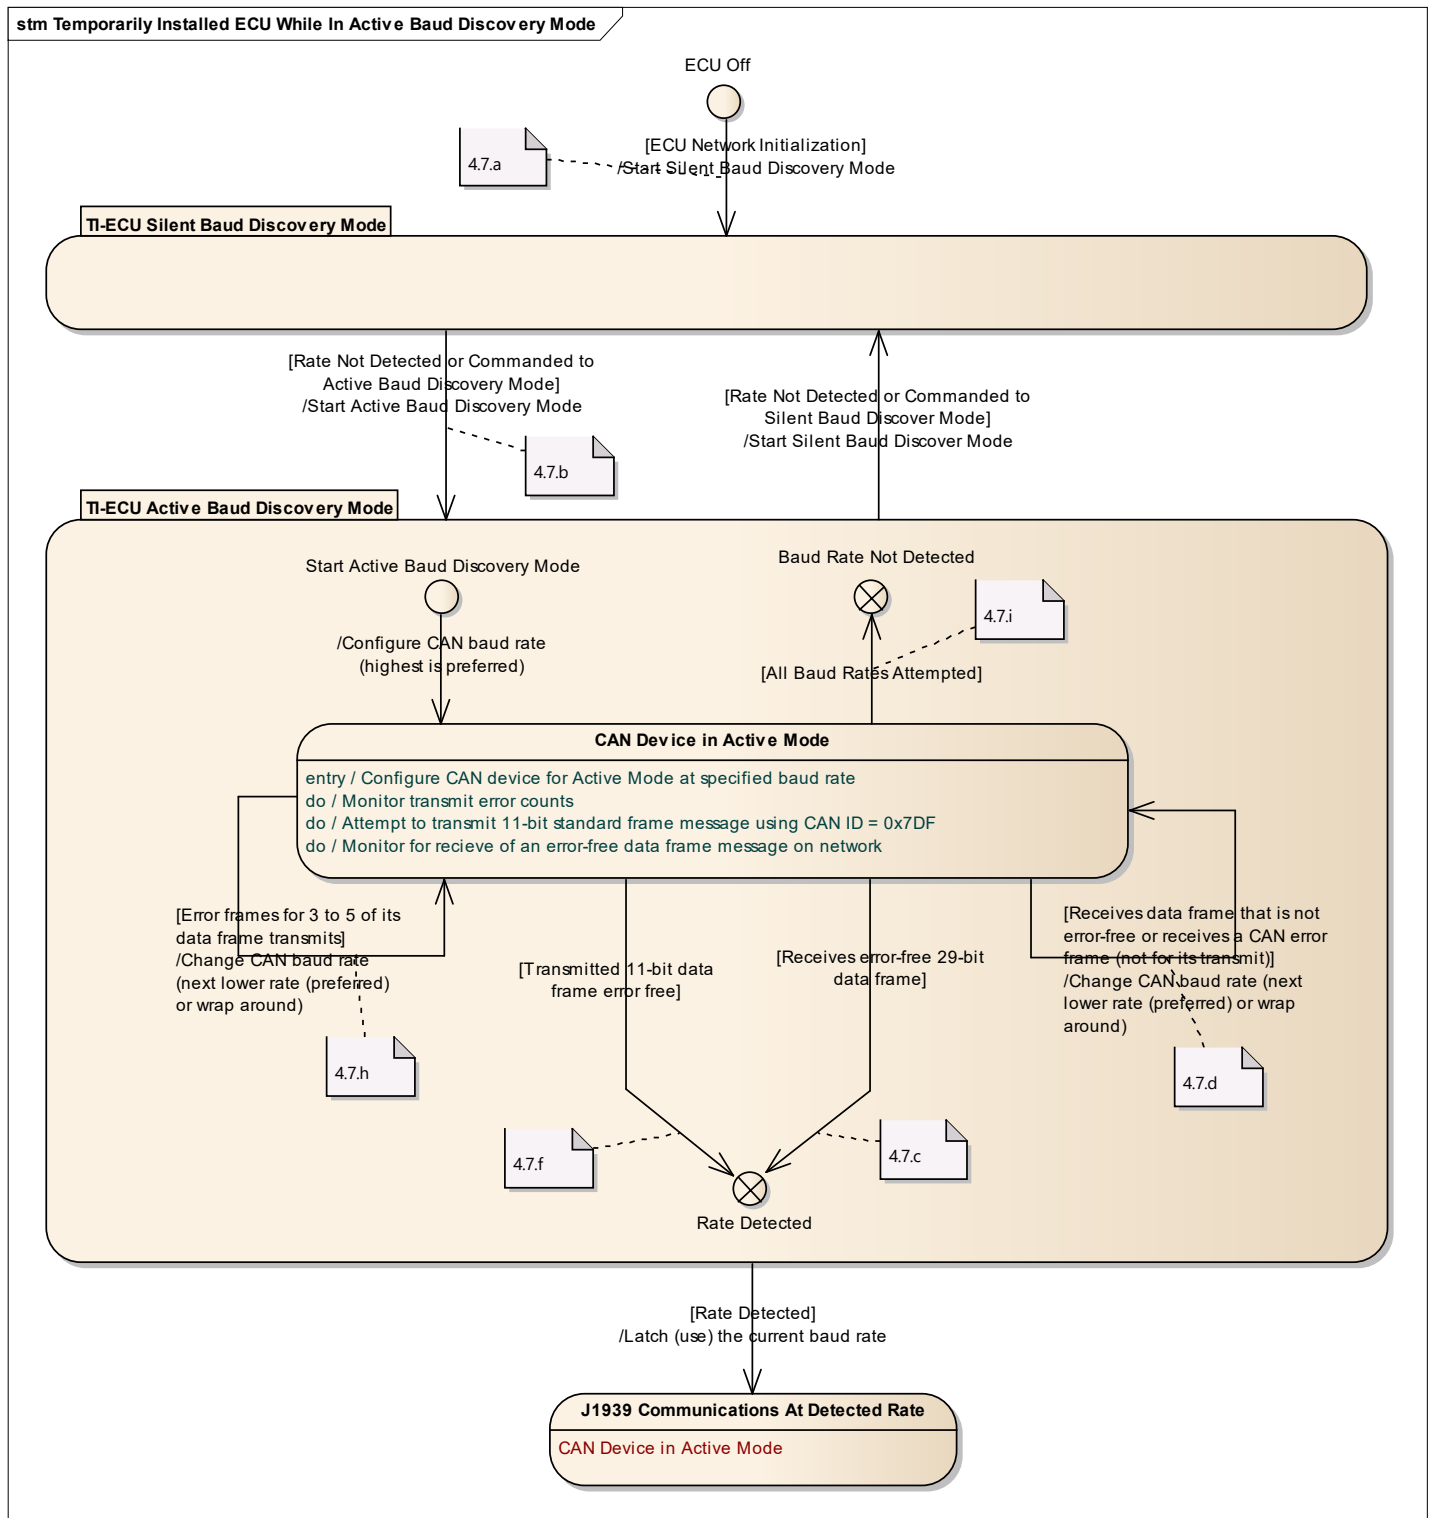 stm Temporarily Installed ECU While In Active Baud Discovery Mode
ECU Off
[ECU Network Initialization]
/Start Silent Baud Discovery Mode
4.7.a
TI-ECU Silent Baud Discovery Mode
[Rate Not Detected or Commanded to
Active Baud Discovery Mode]
/Start Active Baud Discovery Mode
4.7.b
[Rate Not Detected or Commanded to
Silent Baud Discover Mode]
/Start Silent Baud Discover Mode
TI-ECU Active Baud Discovery Mode
Start Active Baud Discovery Mode
/Configure CAN baud rate
(highest is preferred)
Baud Rate Not Detected
4.7.i
[All Baud Rates Attempted]
CAN Device in Active Mode
entry / Configure CAN device for Active Mode at specified baud rate
do / Monitor transmit error counts
do / Attempt to transmit 11-bit standard frame message using CAN ID = 0x7DF
do / Monitor for recieve of an error-free data frame message on network
[Error frames for 3 to 5 of its
data frame transmits]
/Change CAN baud rate
(next lower rate (preferred)
or wrap around)
4.7.h
[Transmitted 11-bit data
frame error free]
[Receives error-free 29-bit
data frame]
[Receives data frame that is not
error-free or receives a CAN error
frame (not for its transmit)]
/Change CAN baud rate (next
lower rate (preferred) or wrap
around)
4.7.d
4.7.f
4.7.c
Rate Detected
[Rate Detected]
/Latch (use) the current baud rate
J1939 Communications At Detected Rate
CAN Device in Active Mode